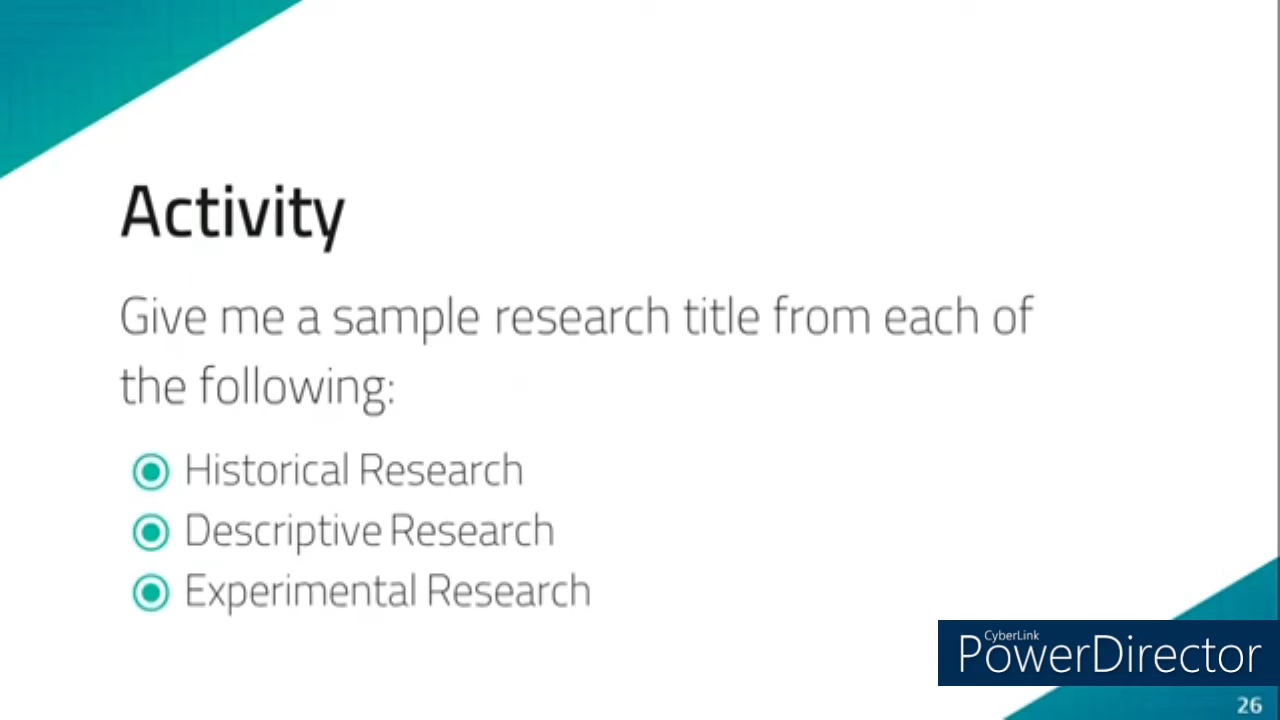 Activity
Give me a sample research title from each of
the following:
Historical Research
Descriptive Research
Experimental Research
CyberLink
PowerDirector
26